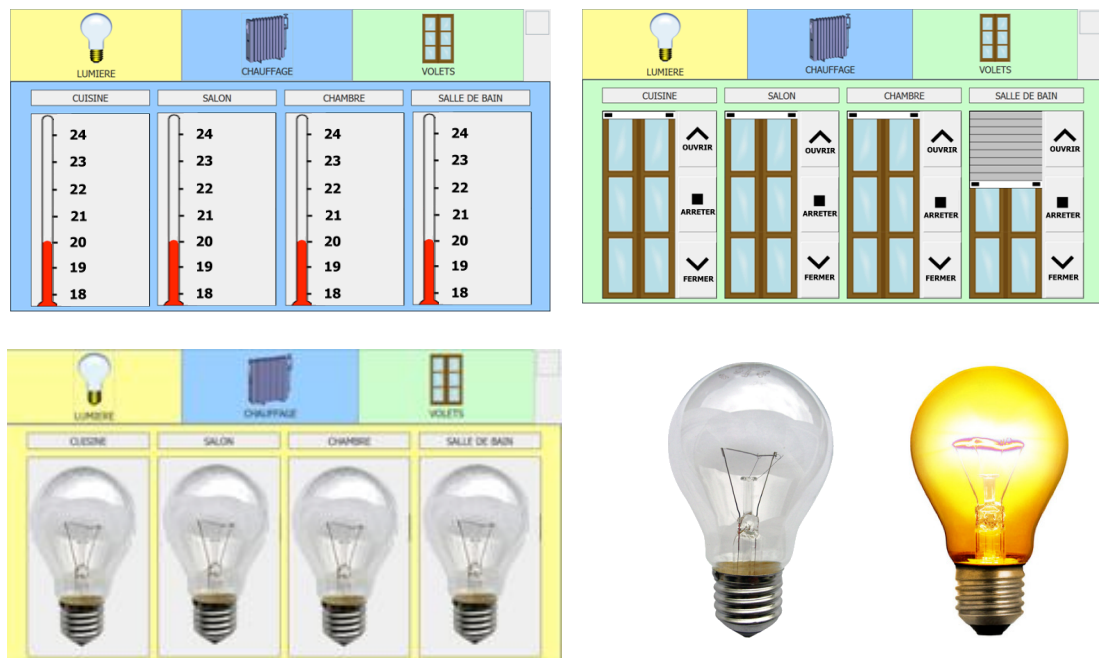 LUMIERE
CHAUFFAGE
VOLETS
CUISINE
SALON
CHAMBRE
SALLE DE BAIN
24 24 24 24
23 23 23 23
22 22 22 22
21 21 21 21
20 20 20 20
19 19 19 19
18 18 18 18
LUMIERE
CHAUFFAGE
VOLETS
CUISINE
SALON
CHAMBRE
SALLE DE BAIN
OUVRIR OUVRIR OUVRIR OUVRIR
ARRETER ARRETER ARRETER ARRETER
FERMER FERMER FERMER FERMER
LUMIERE
CHAUFFAGE
VOLETS
CUISINE
SALON
CHAMBRE
SALLE DE BAIN